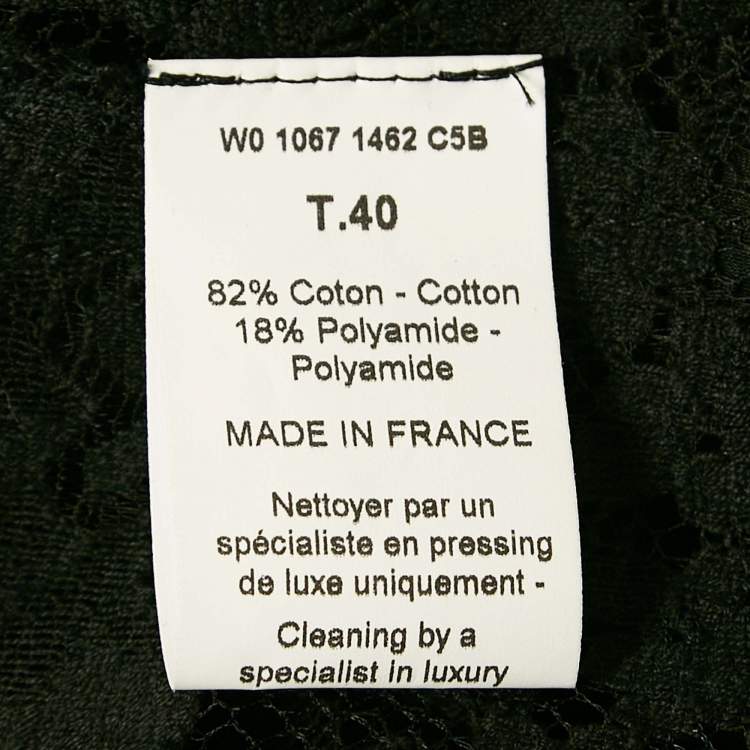 W0 1067 1462 C5B
T.40
82% Coton - Cotton
18% Polyamide -
Polyamide
MADE IN FRANCE
Nettoyer par un
spécialiste en pressing
de luxe uniquement -
Cleaning by a
specialist in luxury